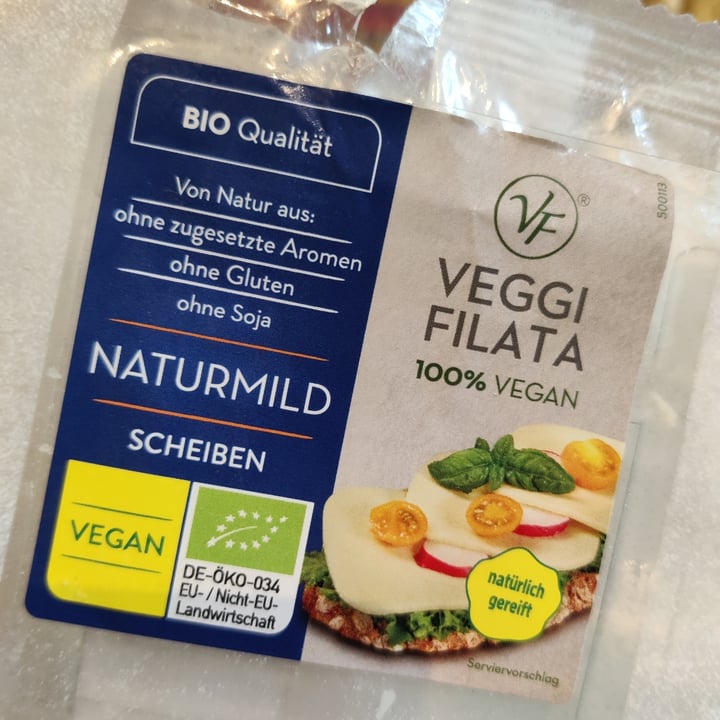 BIO Qualität
Von Natur aus:
ohne zugesetzte Aromen
ohne Gluten
ohne Soja
NATURMILD
SCHEIBEN
VEGAN
DE-ÖKO-034
EU- / Nicht-EU-
Landwirtschaft
VF®
VEGGI
FILATA
100% VEGAN
natürlich
gereift
Serviervorschlag
500113